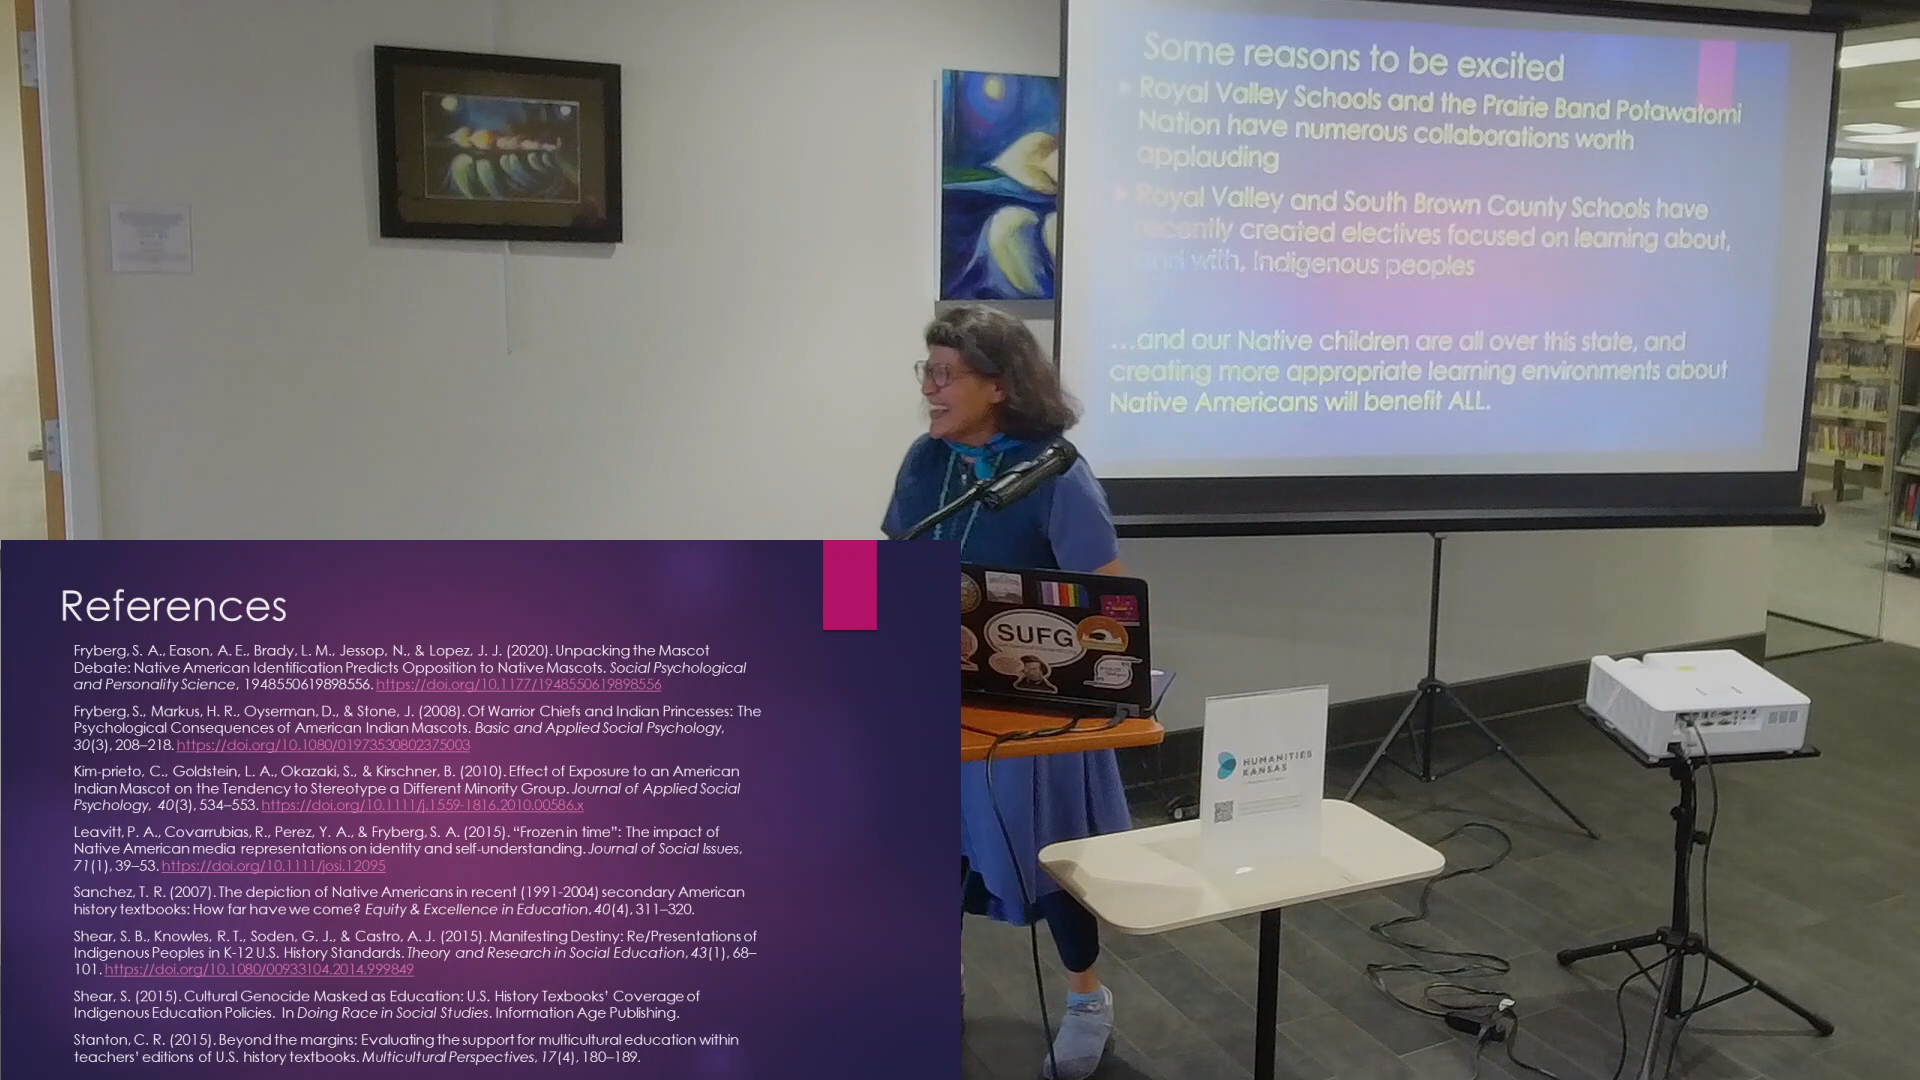 Some reasons to be excited
Royal Valley Schools and the Prairie Band Potawatomi
Nation have numerous collaborations worth
applauding
Royal Valley and South Brown County Schools have
recently created electives focused on learning about,
and with, Indigenous peoples
...and our Native children are all over this state, and
creating more appropriate learning environments about
Native Americans will benefit ALL.
References
Fryberg, S. A., Eason, A. E., Brady, L. M., Jessop, N., & Lopez, J. J. (2020). Unpacking the Mascot
Debate: Native American Identification Predicts Opposition to Native Mascots. Social Psychological
and Personality Science, 1948550619898556. https://doi.org/10.1177/1948550619898556
Fryberg, S., Markus, H. R., Oyserman, D., & Stone, J. (2008). Of Warrior Chiefs and Indian Princesses: The
Psychological Consequences of American Indian Mascots. Basic and Applied Social Psychology,
30(3), 208–218. https://doi.org/10.1080/01973530802375003
Kim-prieto, C., Goldstein, L. A., Okazaki, S., & Kirschner, B. (2010). Effect of Exposure to an American
Indian Mascot on the Tendency to Stereotype a Different Minority Group. Journal of Applied Social
Psychology, 40(3), 534–553. https://doi.org/10.1111/j.1559-1816.2010.00586.x
Leavitt, P. A., Covarrubias, R., Perez, Y. A., & Fryberg, S. A. (2015). “Frozen in time”: The impact of
Native American media representations on identity and self-understanding. Journal of Social Issues,
71(1), 39–53. https://doi.org/10.1111/josi.12095
Sanchez, T. R. (2007). The depiction of Native Americans in recent (1991-2004) secondary American
history textbooks: How far have we come? Equity & Excellence in Education, 40(4), 311–320.
Shear, S. B., Knowles, R. T., Soden, G. J., & Castro, A. J. (2015). Manifesting Destiny: Re/Presentations of
Indigenous Peoples in K-12 U.S. History Standards. Theory and Research in Social Education, 43(1), 68–
101. https://doi.org/10.1080/00933104.2014.999849
Shear, S. (2015). Cultural Genocide Masked as Education: U.S. History Texbooks’ Coverage of
Indigenous Education Policies. In Doing Race in Social Studies. Information Age Publishing.
Stanton, C. R. (2015). Beyond the margins: Evaluating the support for multicultural education within
teachers’ editions of U.S. history textbooks. Multicultural Perspectives, 17(4), 180–189.
SUFG
HUMANITIES
KANSAS